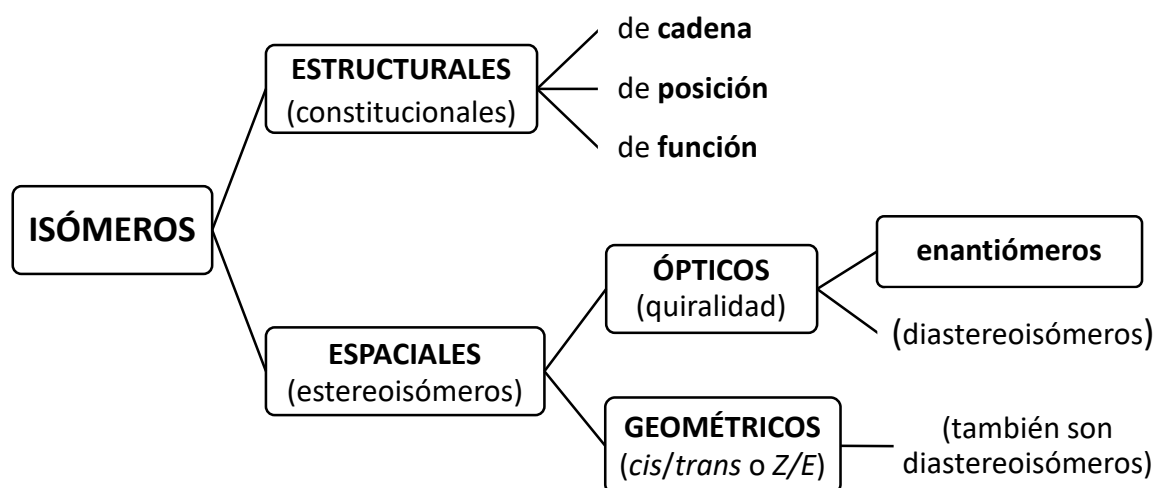 de cadena
ESTRUCTURALES
(constitucionales)
de posición
de función
ISÓMEROS
ÓPTICOS
(quiralidad)
enantiómeros
(diastereoisómeros)
ESPACIALES
(estereoisómeros)
GEOMÉTRICOS
(cis/trans o Z/E)
(también son
diastereoisómeros)